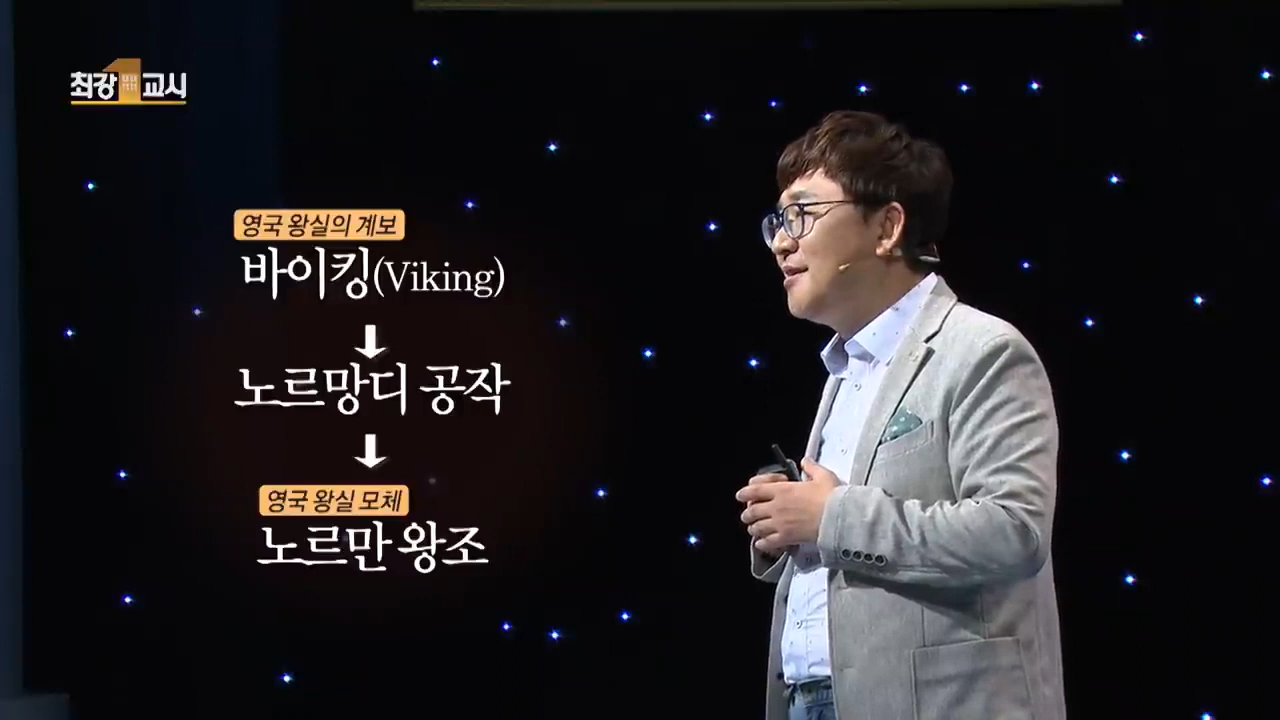 최강1교시
영국 왕실의 계보
바이킹(Viking)
노르망디 공작
영국 왕실 모체
노르만 왕조